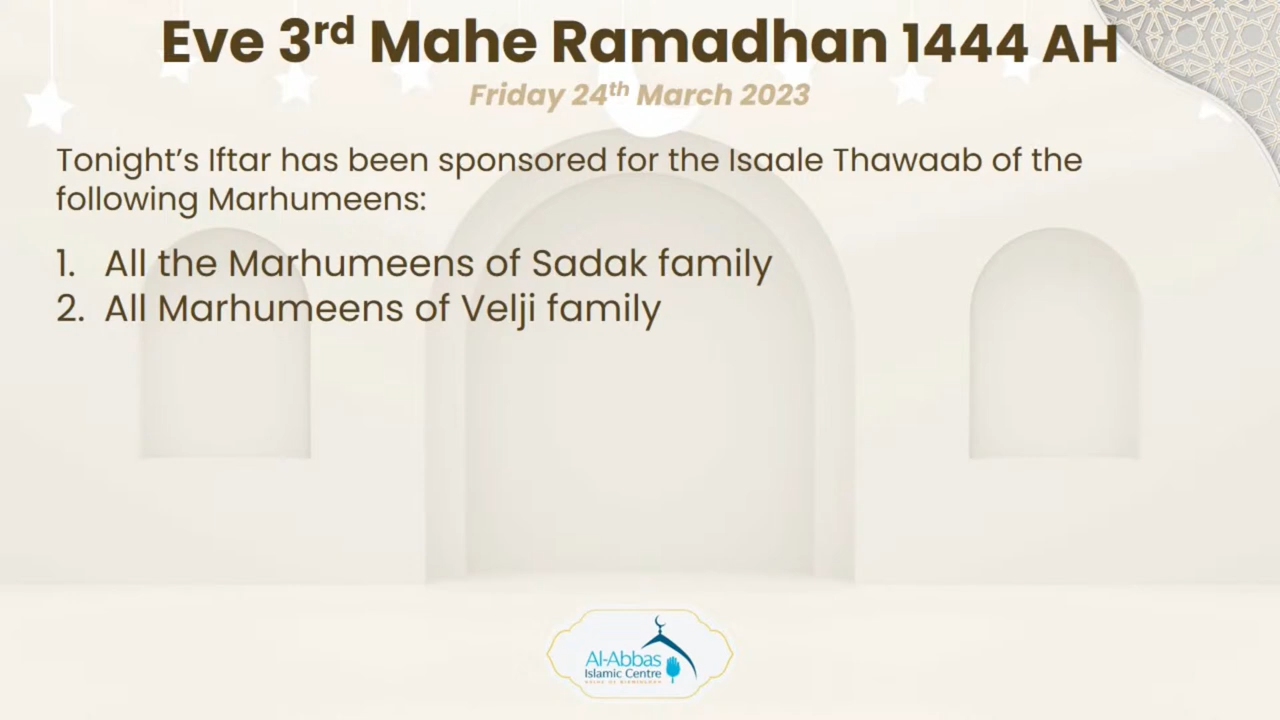 Eve 3rd Mahe Ramadhan 1444 AH
Friday 24th March 2023
Tonight's Iftar has been sponsored for the Isaale Thawaab of the
following Marhumeens:
1. All the Marhumeens of Sadak family
2. All Marhumeens of Velji family
Al-Abbas
Islamic Centre